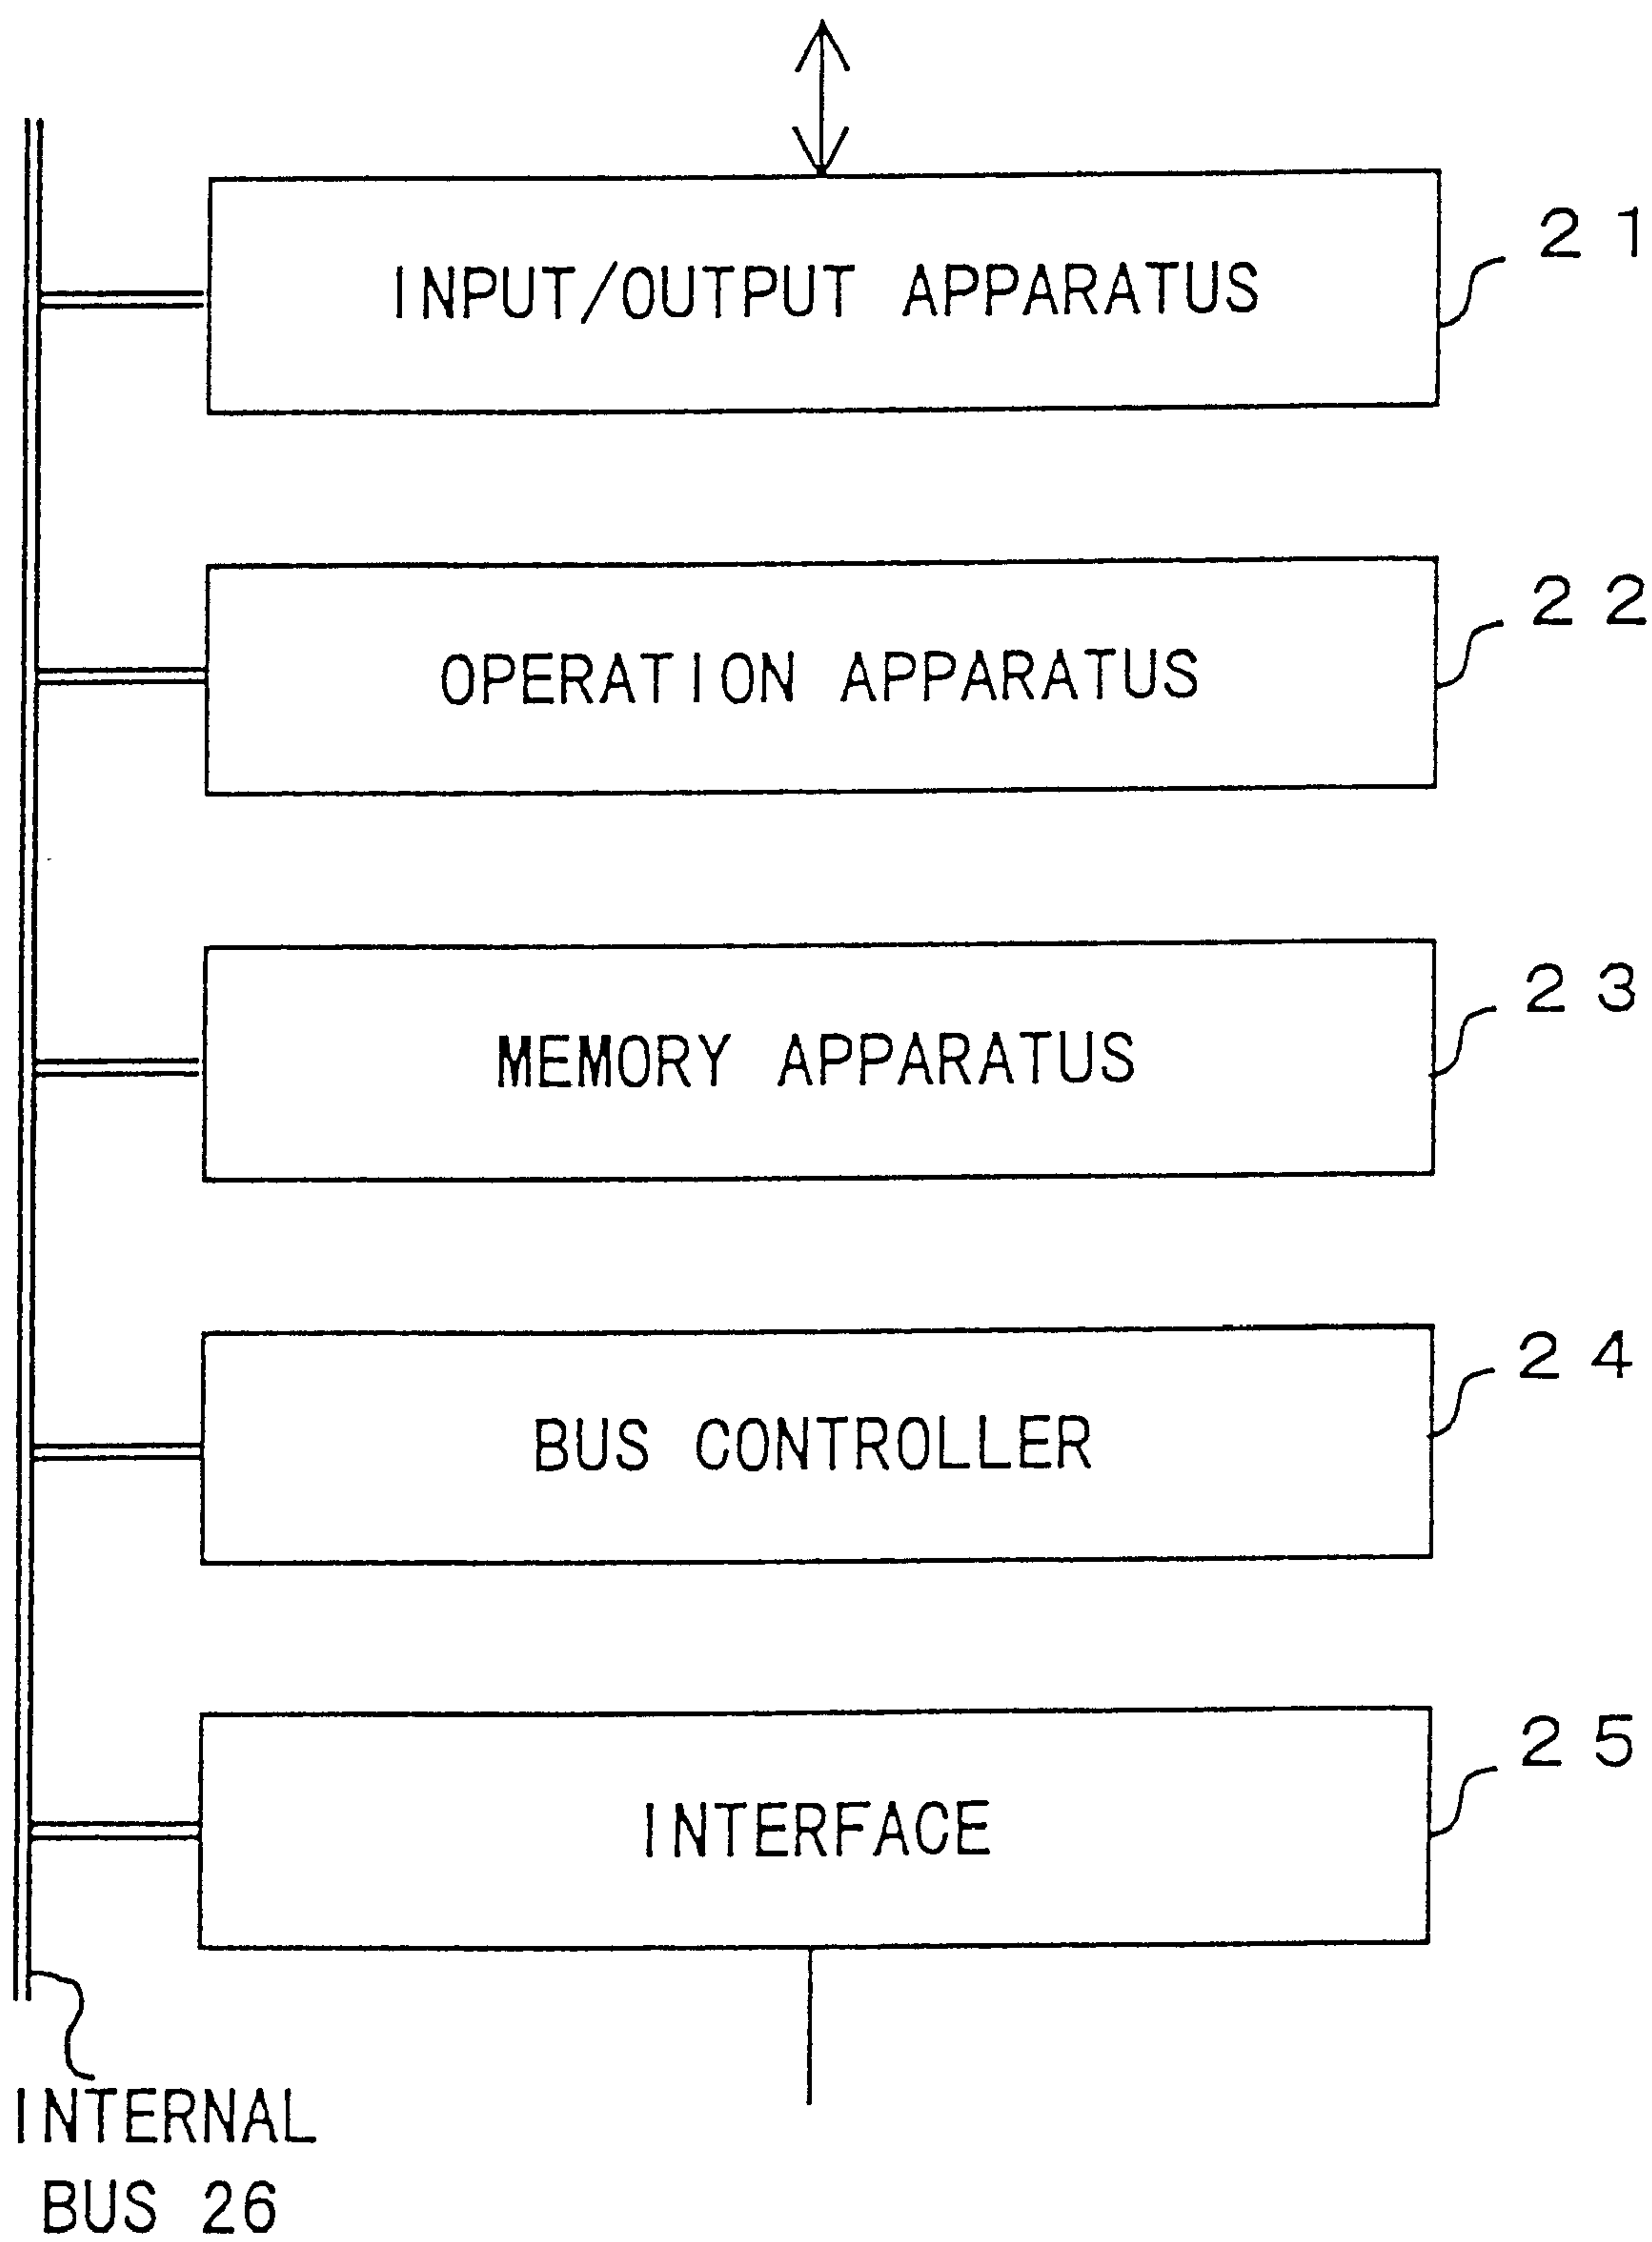 21
INPUT/OUTPUT APPARATUS
22
OPERATION APPARATUS
23
MEMORY APPARATUS
24
BUS CONTROLLER
25
INTERFACE
INTERNAL
BUS 26